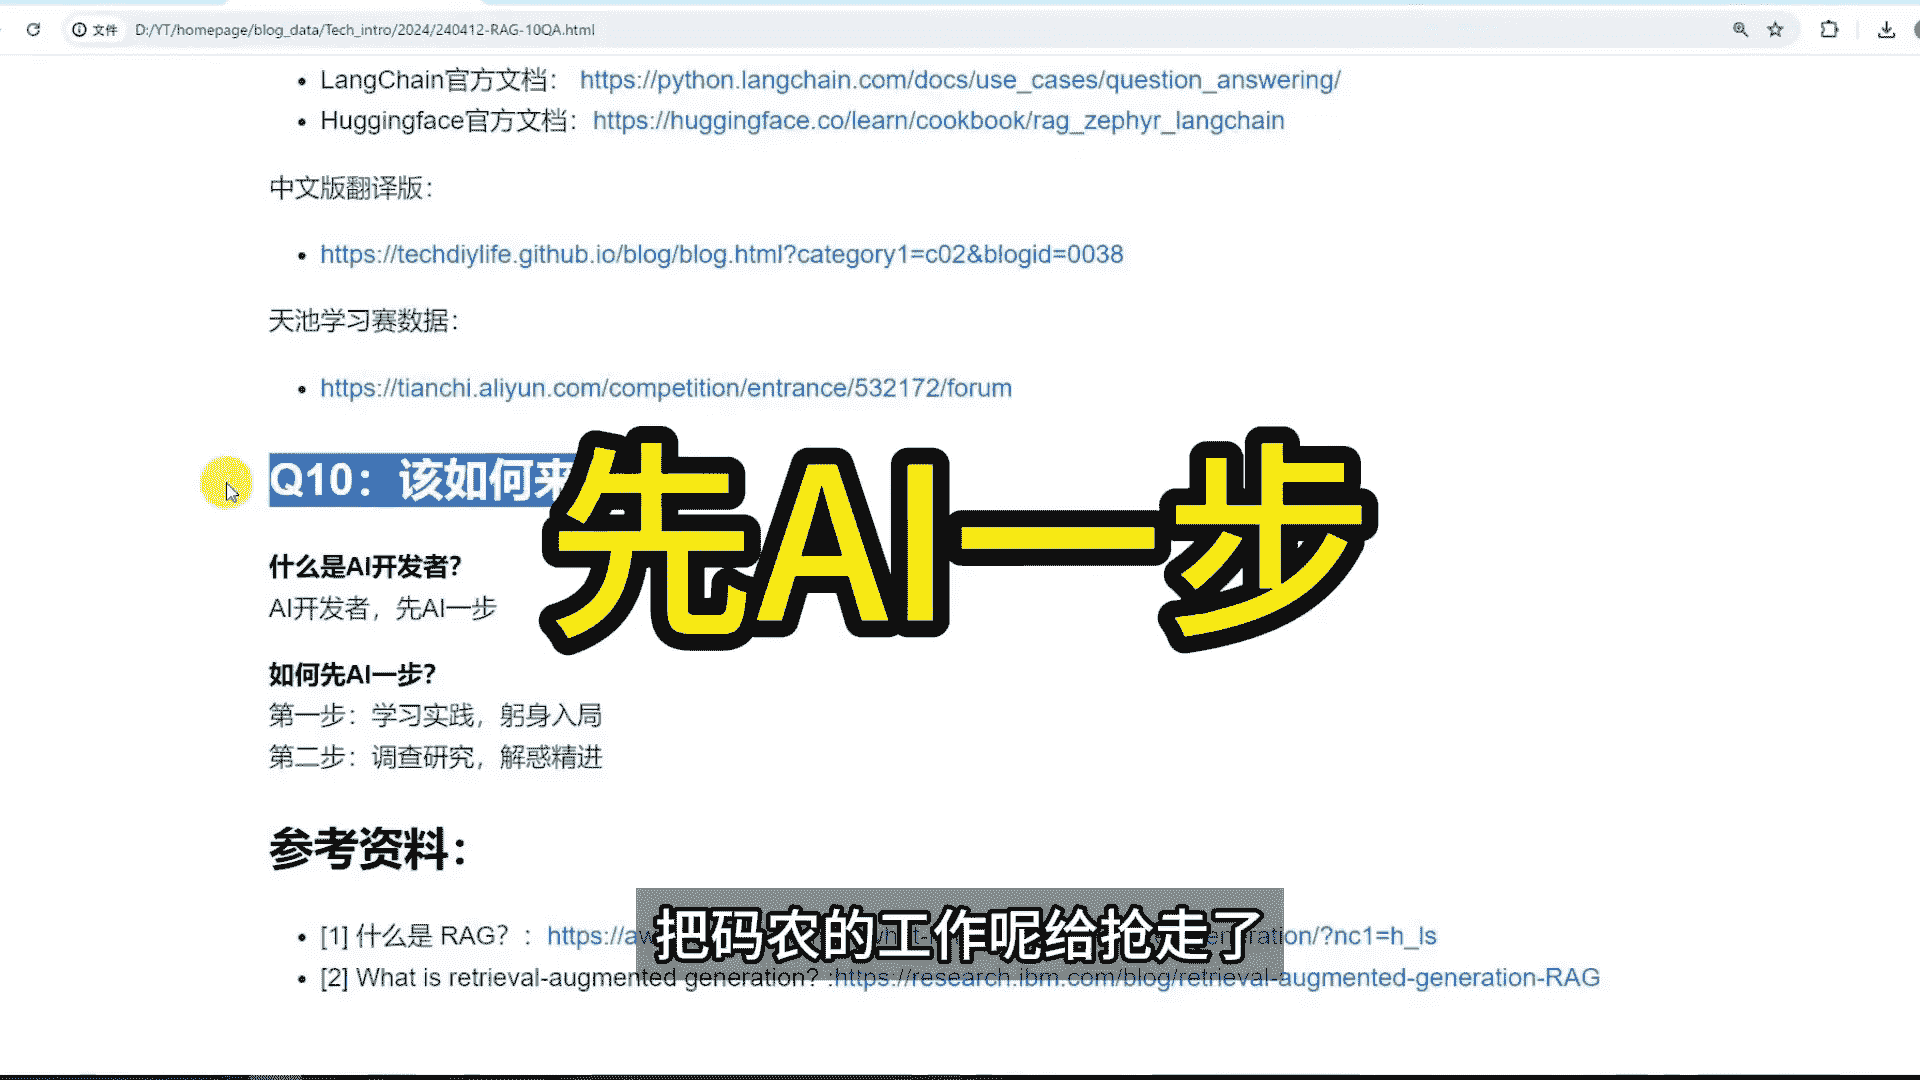 文件 D:/YT/homepage/blog_data/Tech_intro/2024/240412-RAG-10QA.html
LangChain官方文档： https://python.langchain.com/docs/use_cases/question_answering/
Huggingface官方文档：https://huggingface.co/learn/cookbook/rag_zephyr_langchain
中文版翻译版：
https://techdiylife.github.io/blog/blog.html?category1=c02&blogid=0038
天池学习赛数据：
https://tianchi.aliyun.com/competition/entrance/532172/forum
Q10：该如何来
先AI一步
什么是AI开发者？
AI开发者，先AI一步
如何先AI一步？
第一步：学习实践，躬身入局
第二步：调查研究，解惑精进
参考资料：
[1] 什么是 RAG？ ： https://aw eneration/?nc1=h_ls
把码农的工作呢给抢走了
[2] What is retrieval-augmented generation? :https://research.ibm.com/blog/retrieval-augmented-generation-RAG